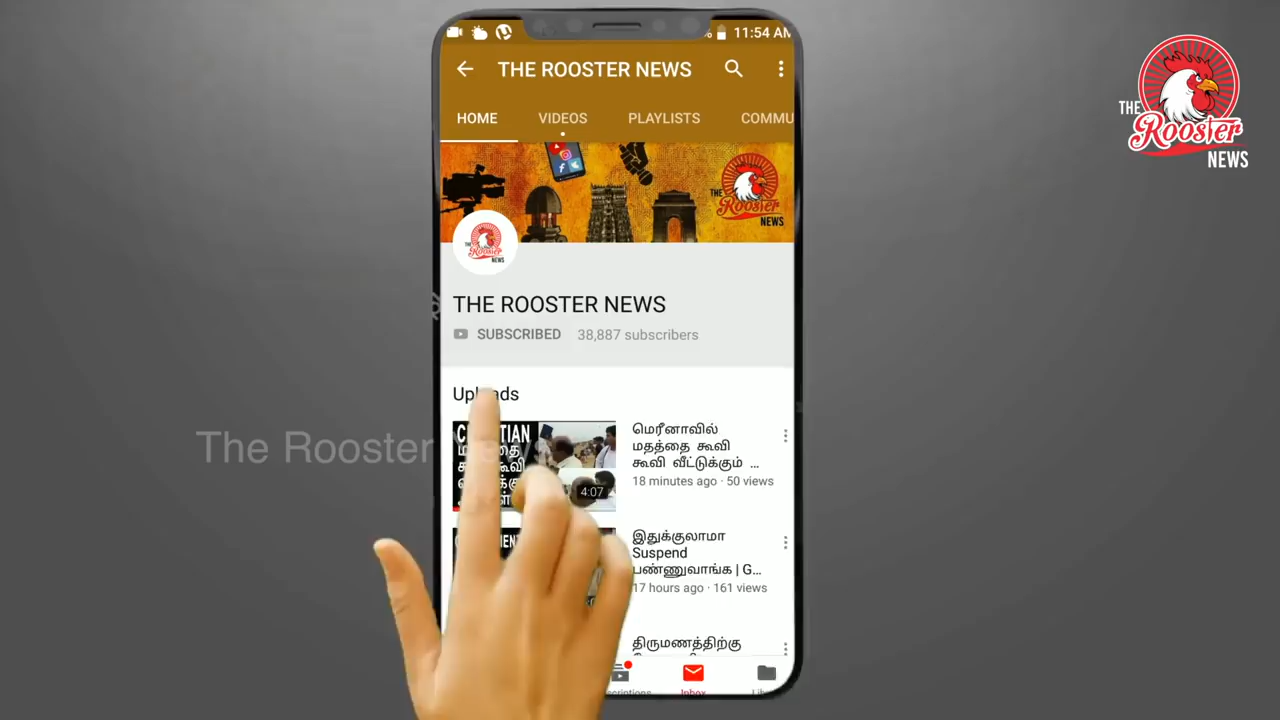 11:54 AM
THE ROOSTER NEWS
HOME VIDEOS PLAYLISTS COMMU
THE
Rooster
NEWS
THE
Rooster
NEWS
THE ROOSTER NEWS
SUBSCRIBED 38,887 subscribers
Uploads
மெரீனாவில்
மதத்தை கூவி
கூவி வீட்டுக்கும் ...
18 minutes ago · 50 views
4:07
The Rooster News
இதுக்குலாமா
Suspend
பண்ணுவாங்க | G...
17 hours ago · 161 views
திருமணத்திற்கு
Inbox